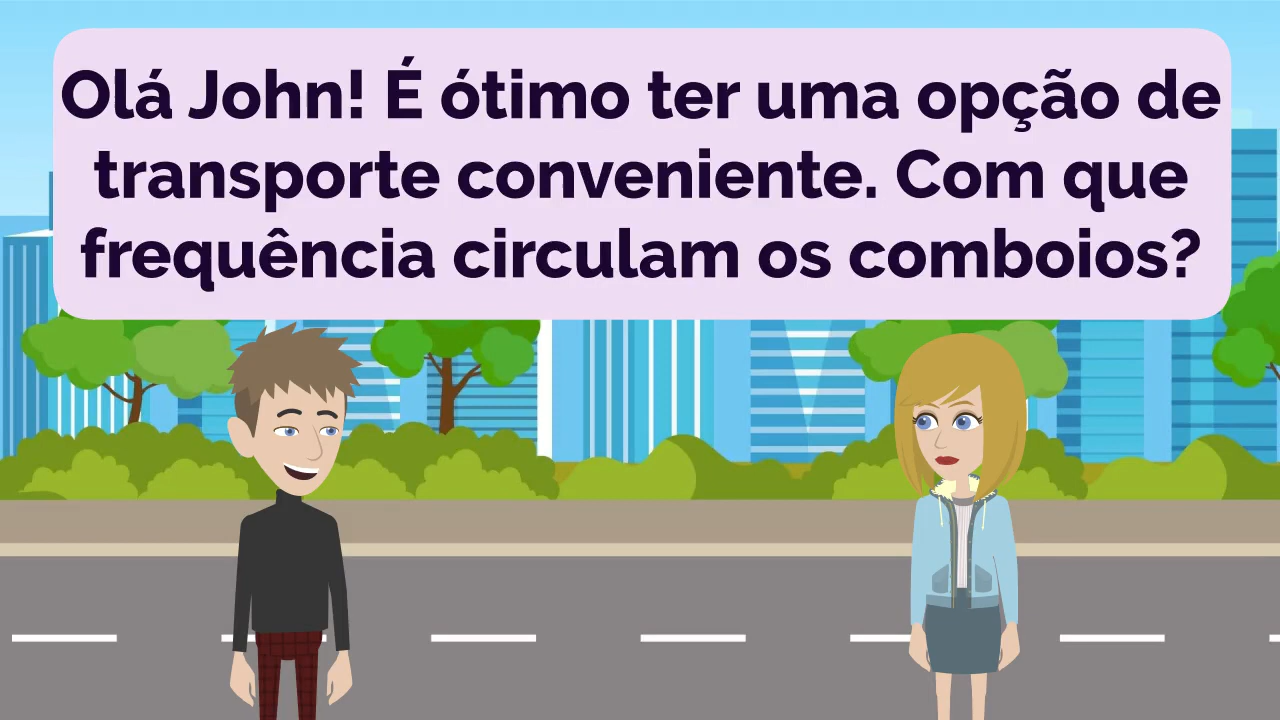 Olá John! É ótimo ter uma opção de
transporte conveniente. Com que
frequência circulam os comboios?